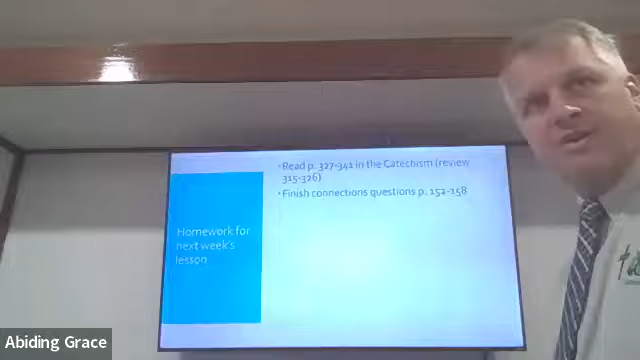 • Read p. 327-341 in the Catechism (review
315-326)
• Finish connections questions p. 152-158
Homework for
next week's
lesson
Abiding Grace